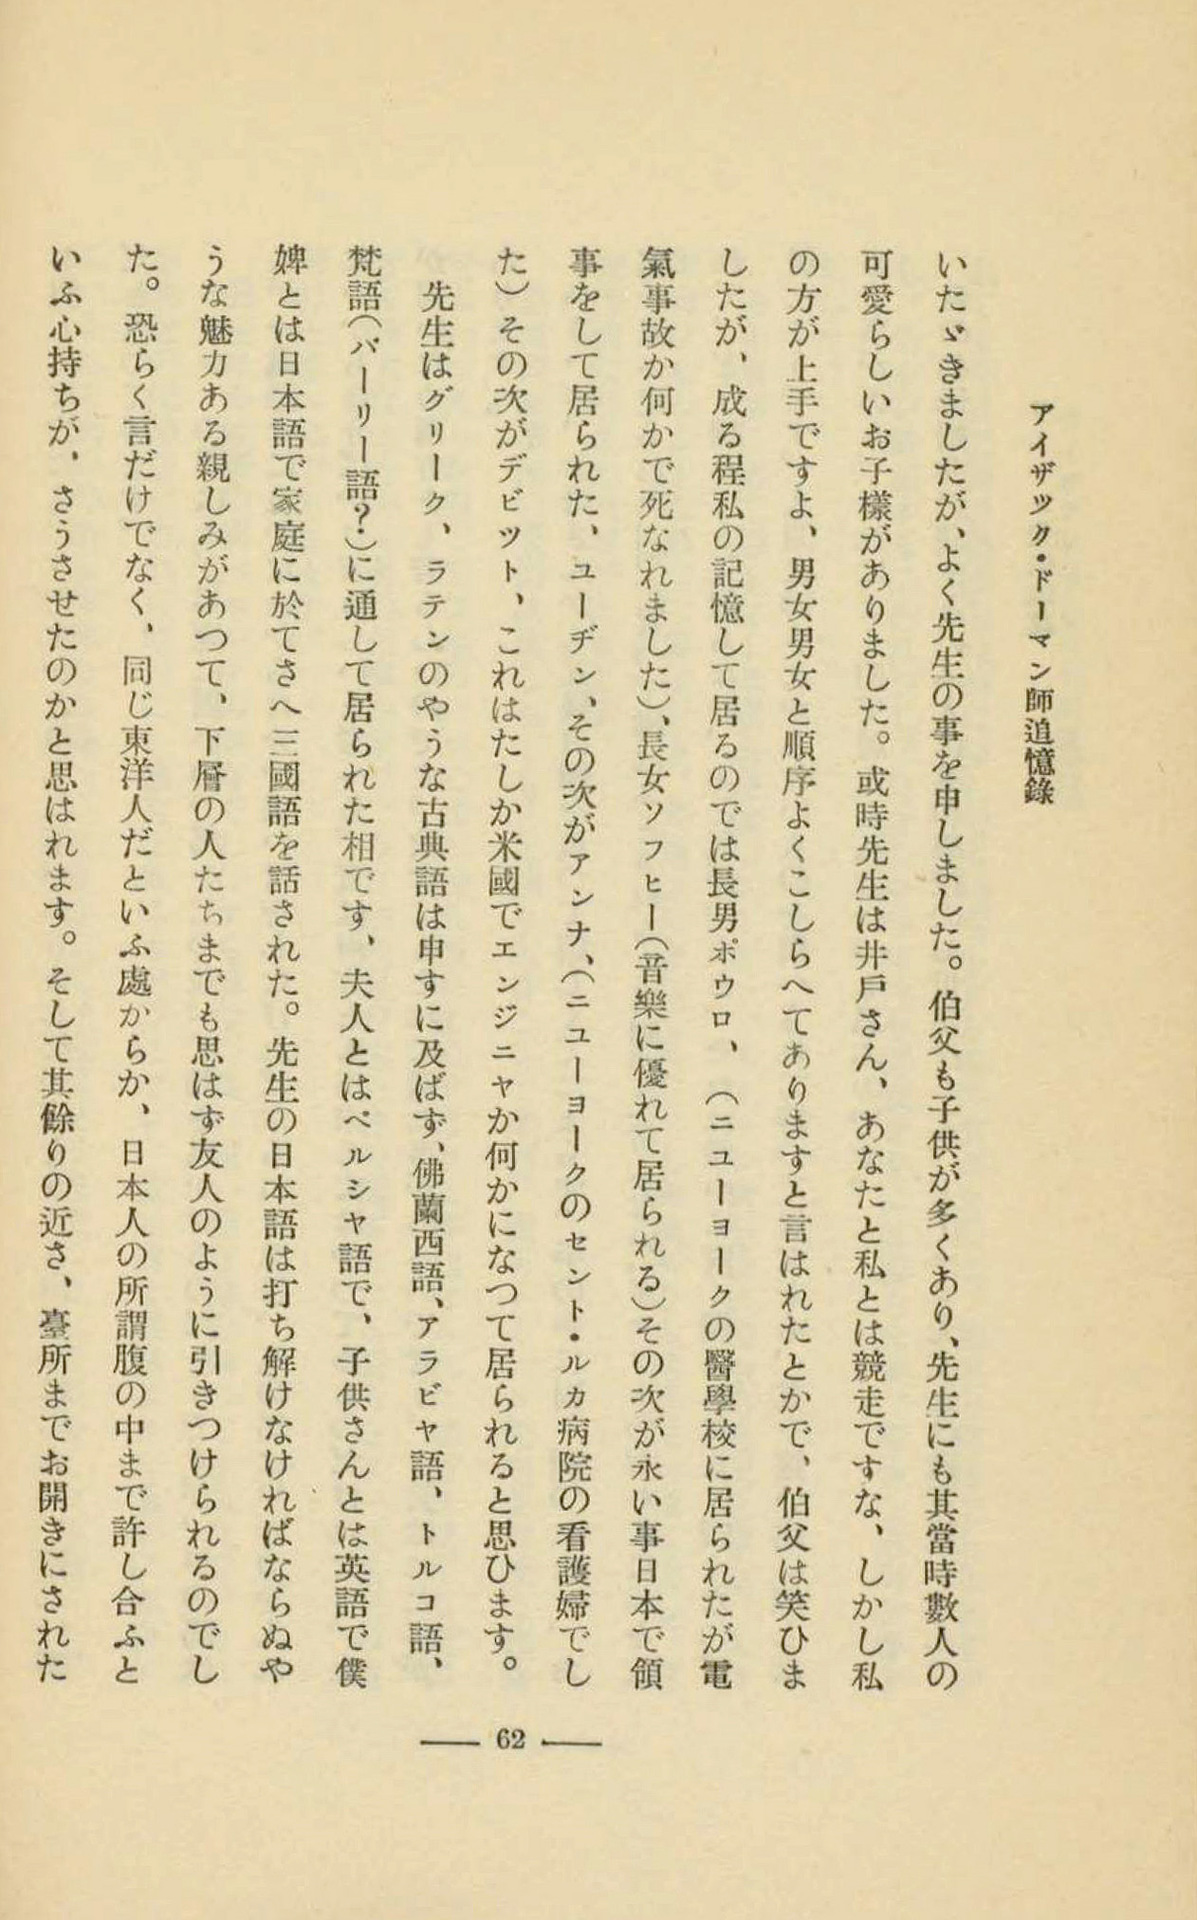 アイザツク・ドーマン師追憶錄
いたゞきましたが、よく先生の事を申しました。伯父も子供が多くあり、先生にも其當時數人の
可愛らしいお子様がありました。或時先生は井戸さん、あなたと私とは競走ですな、しかし私
の方が上手ですよ、男女男女と順序よくこしらへてありますと言はれたとかで、伯父は笑ひま
したが、成る程私の記憶して居るのでは長男ポウロ、（ニユーヨークの醫學校に居られたが電
氣事故か何かで死なれました）、長女ソフヒー（音樂に優れて居られる）その次が永い事日本で領
事をして居られた、ユーヂン、その次がアンナ、（ニユーヨークのセント・ルカ病院の看護婦でし
た）その次がデビツト、これはたしか米國でエンジニヤか何かになつて居られると思ひます。
先生はグリーク、ラテンのやうな古典語は申すに及ばず、佛蘭西語、アラビヤ語、トルコ語、
梵語（バーリー語？）に通して居られた相です、夫人とはペルシヤ語で、子供さんとは英語で僕
婢とは日本語で家庭に於てさへ三國語を話された。先生の日本語は打ち解けなければならぬや
うな魅力ある親しみがあつて、下層の人たちまでも思はず友人のように引きつけられるのでし
た。恐らく言だけでなく、同じ東洋人だといふ處からか、日本人の所謂腹の中まで許し合ふと
いふ心持ちが、さうさせたのかと思はれます。そして其餘りの近さ、臺所までお開きにされた
— 62 —